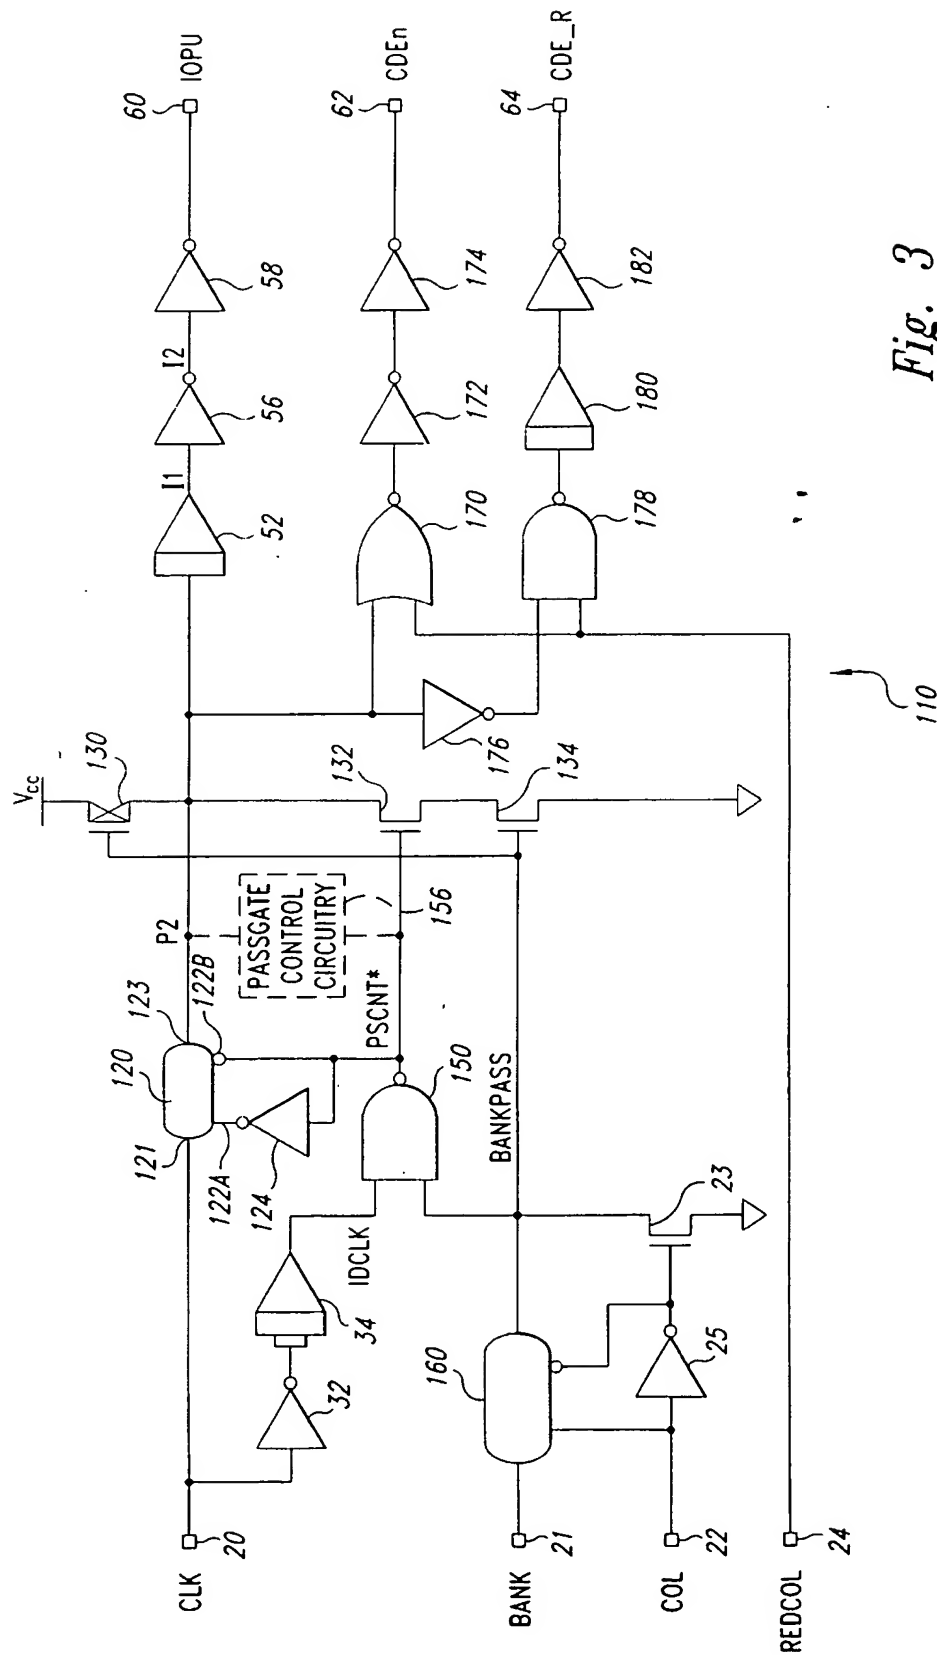 CLK
20
BANK
21
COL
22
REDCOL
24
32
34
IDCLK
160
25
23
BANKPASS
150
PSCNT*
121
120
123
122A
122B
124
P2
PASSGATE
CONTROL
CIRCUITRY
156
Vcc
130
132
134
176
I1
52
I2
56
58
60
IOPU
170
172
174
62
CDEn
178
180
182
64
CDE_R
110
Fig. 3